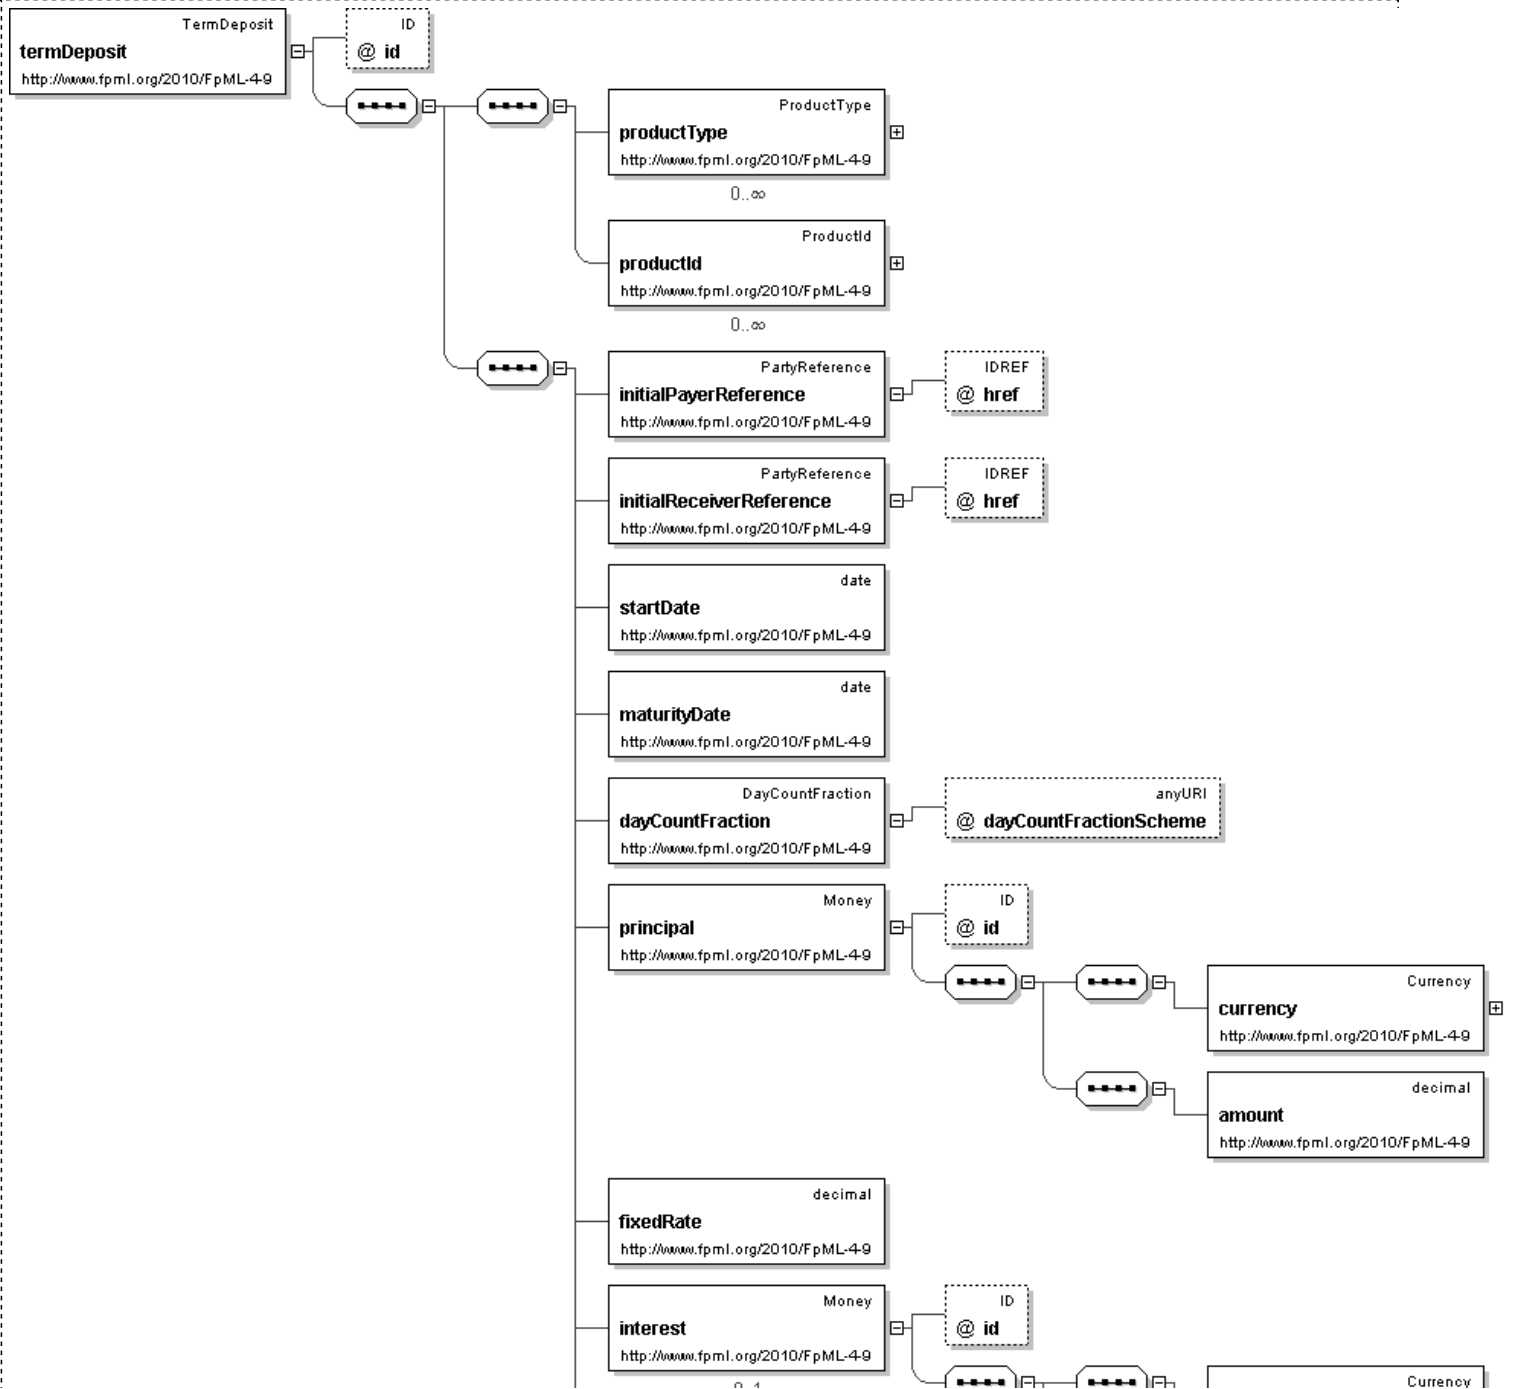 TermDeposit
termDeposit
http://www.fpml.org/2010/FpML-4-9
ID
@ id
ProductType
productType
http://www.fpml.org/2010/FpML-4-9
0..∞
ProductId
productId
http://www.fpml.org/2010/FpML-4-9
0..∞
PartyReference
initialPayerReference
http://www.fpml.org/2010/FpML-4-9
IDREF
@ href
PartyReference
initialReceiverReference
http://www.fpml.org/2010/FpML-4-9
IDREF
@ href
date
startDate
http://www.fpml.org/2010/FpML-4-9
date
maturityDate
http://www.fpml.org/2010/FpML-4-9
DayCountFraction
dayCountFraction
http://www.fpml.org/2010/FpML-4-9
anyURI
@ dayCountFractionScheme
Money
principal
http://www.fpml.org/2010/FpML-4-9
ID
@ id
Currency
currency
http://www.fpml.org/2010/FpML-4-9
decimal
amount
http://www.fpml.org/2010/FpML-4-9
decimal
fixedRate
http://www.fpml.org/2010/FpML-4-9
Money
interest
http://www.fpml.org/2010/FpML-4-9
0..1
ID
@ id
Currency